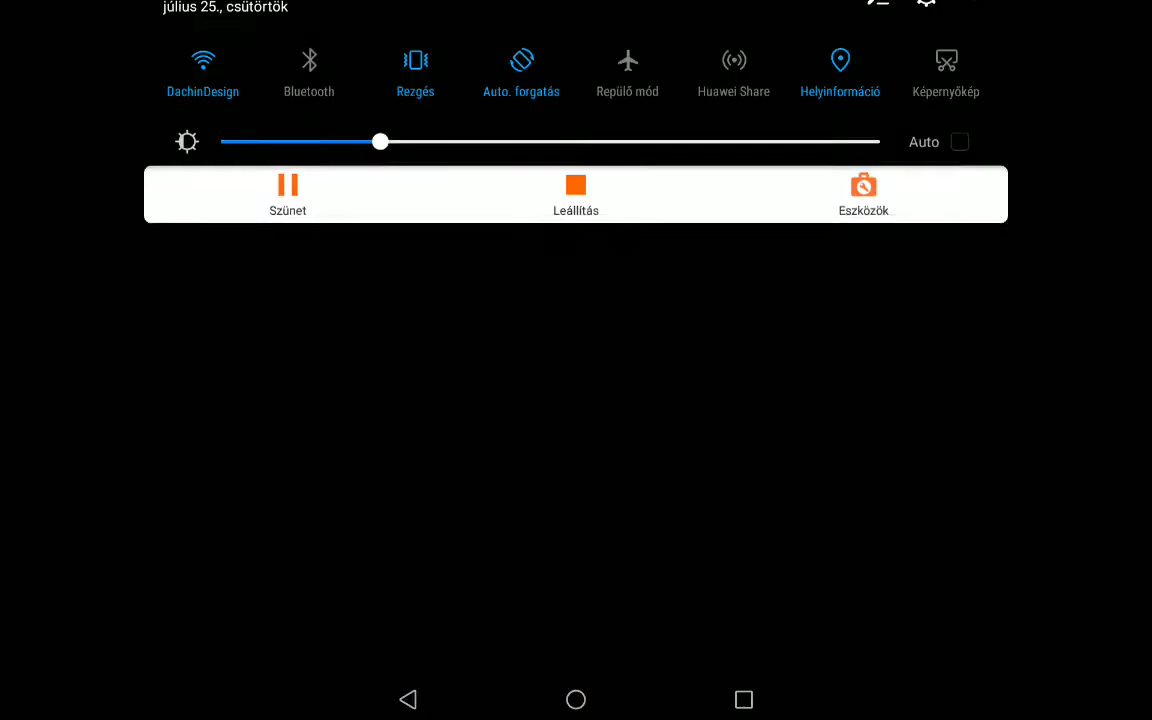 július 25., csütörtök
DachinDesign Bluetooth Rezgés Auto. forgatás Repülő mód Huawei Share Helyinformáció Képernyőkép
Auto
Szünet Leállítás Eszközök